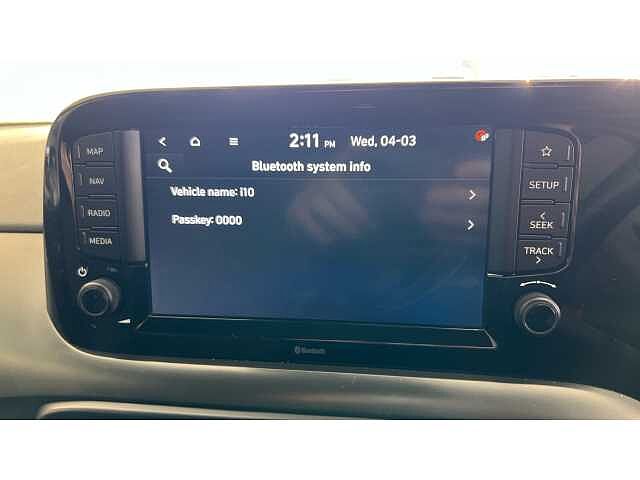 2:11 PM Wed, 04-03
Bluetooth system info
Vehicle name: i10
Passkey: 0000
MAP
NAV
RADIO
MEDIA
SETUP
< SEEK
TRACK >
Bluetooth